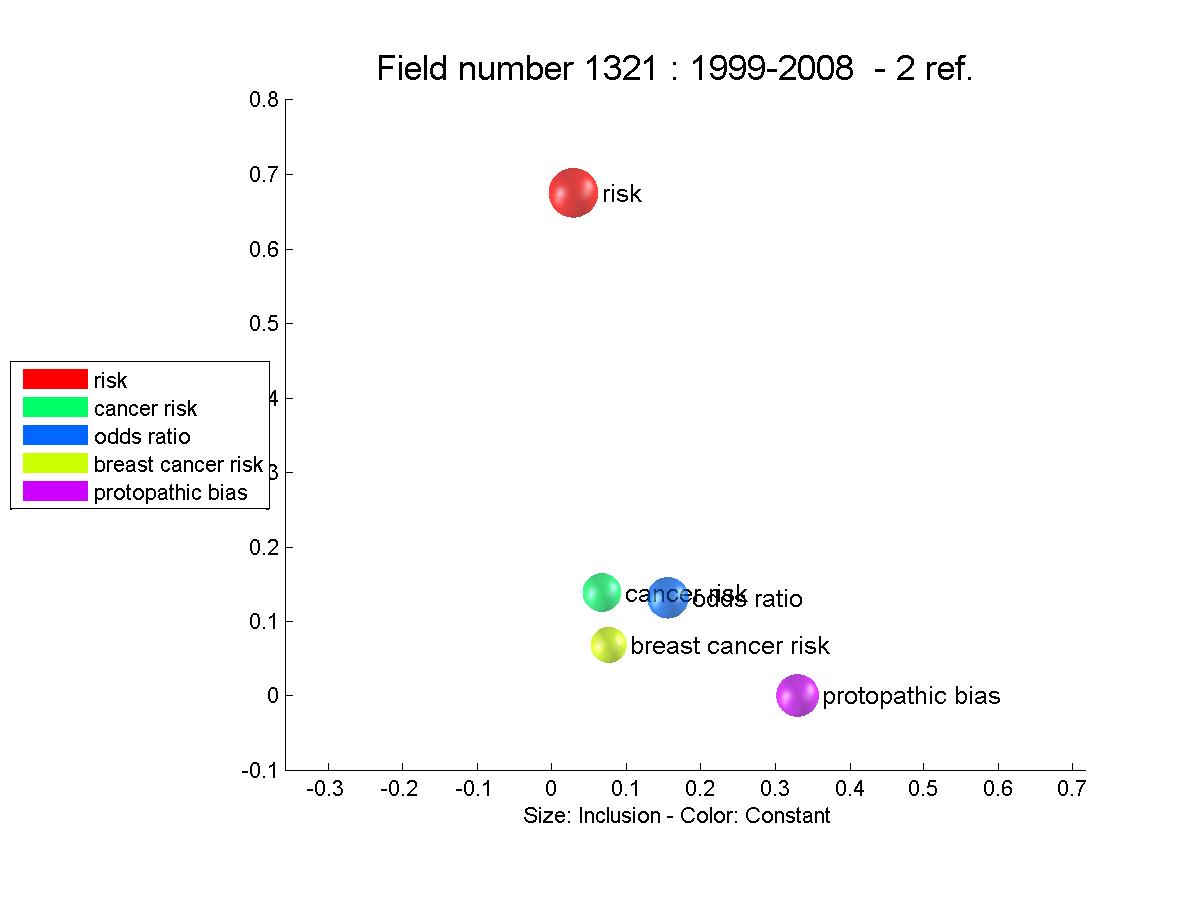 Field number 1321 : 1999-2008  - 2 ref.
0.8
0.7
risk
0.6
0.5
risk
4
cancer risk
odds ratio
breast cancer risk
3
protopathic bias
0.2
cancer risk
odds ratio
0.1
breast cancer risk
0
protopathic bias
-0.1
-0.3 -0.2 -0.1 0 0.1 0.2 0.3 0.4 0.5 0.6 0.7
Size: Inclusion - Color: Constant